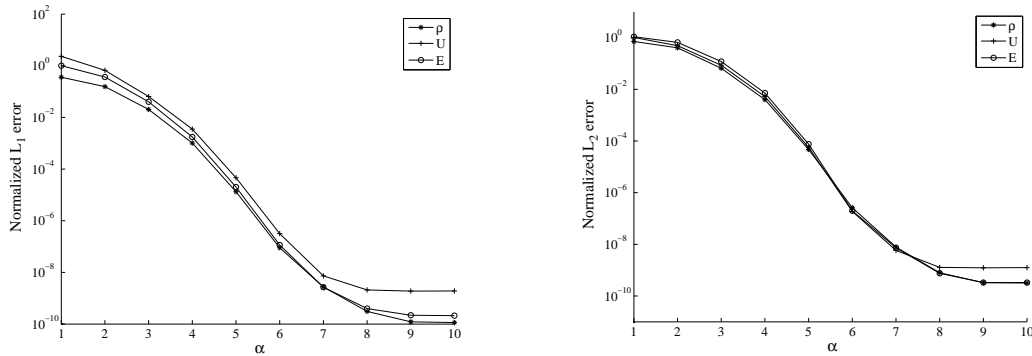 10^2
10^0
10^-2
10^-4
10^-6
10^-8
10^-10
Normalized L_1 error
1 2 3 4 5 6 7 8 9 10
α
ρ
U
E
10^0
10^-2
10^-4
10^-6
10^-8
10^-10
Normalized L_2 error
1 2 3 4 5 6 7 8 9 10
α
ρ
U
E